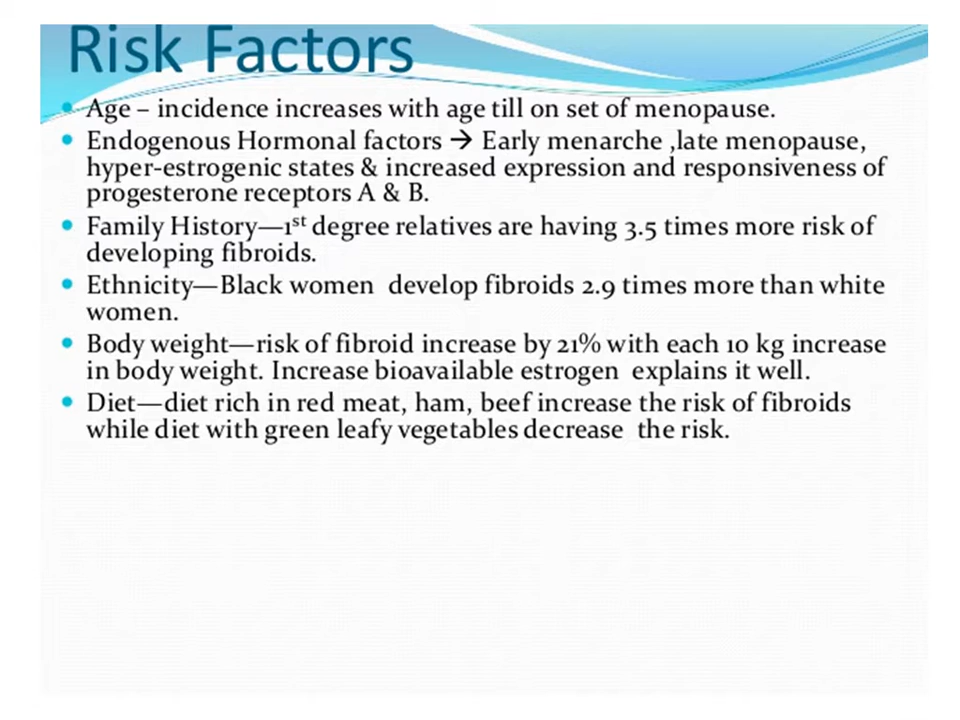 Risk Factors
• Age – incidence increases with age till on set of menopause.
• Endogenous Hormonal factors → Early menarche ,late menopause,
hyper-estrogenic states & increased expression and responsiveness of
progesterone receptors A & B.
• Family History—1st degree relatives are having 3.5 times more risk of
developing fibroids.
• Ethnicity—Black women  develop fibroids 2.9 times more than white
women.
• Body weight—risk of fibroid increase by 21% with each 10 kg increase
in body weight. Increase bioavailable estrogen  explains it well.
• Diet—diet rich in red meat, ham, beef increase the risk of fibroids
while diet with green leafy vegetables decrease  the risk.